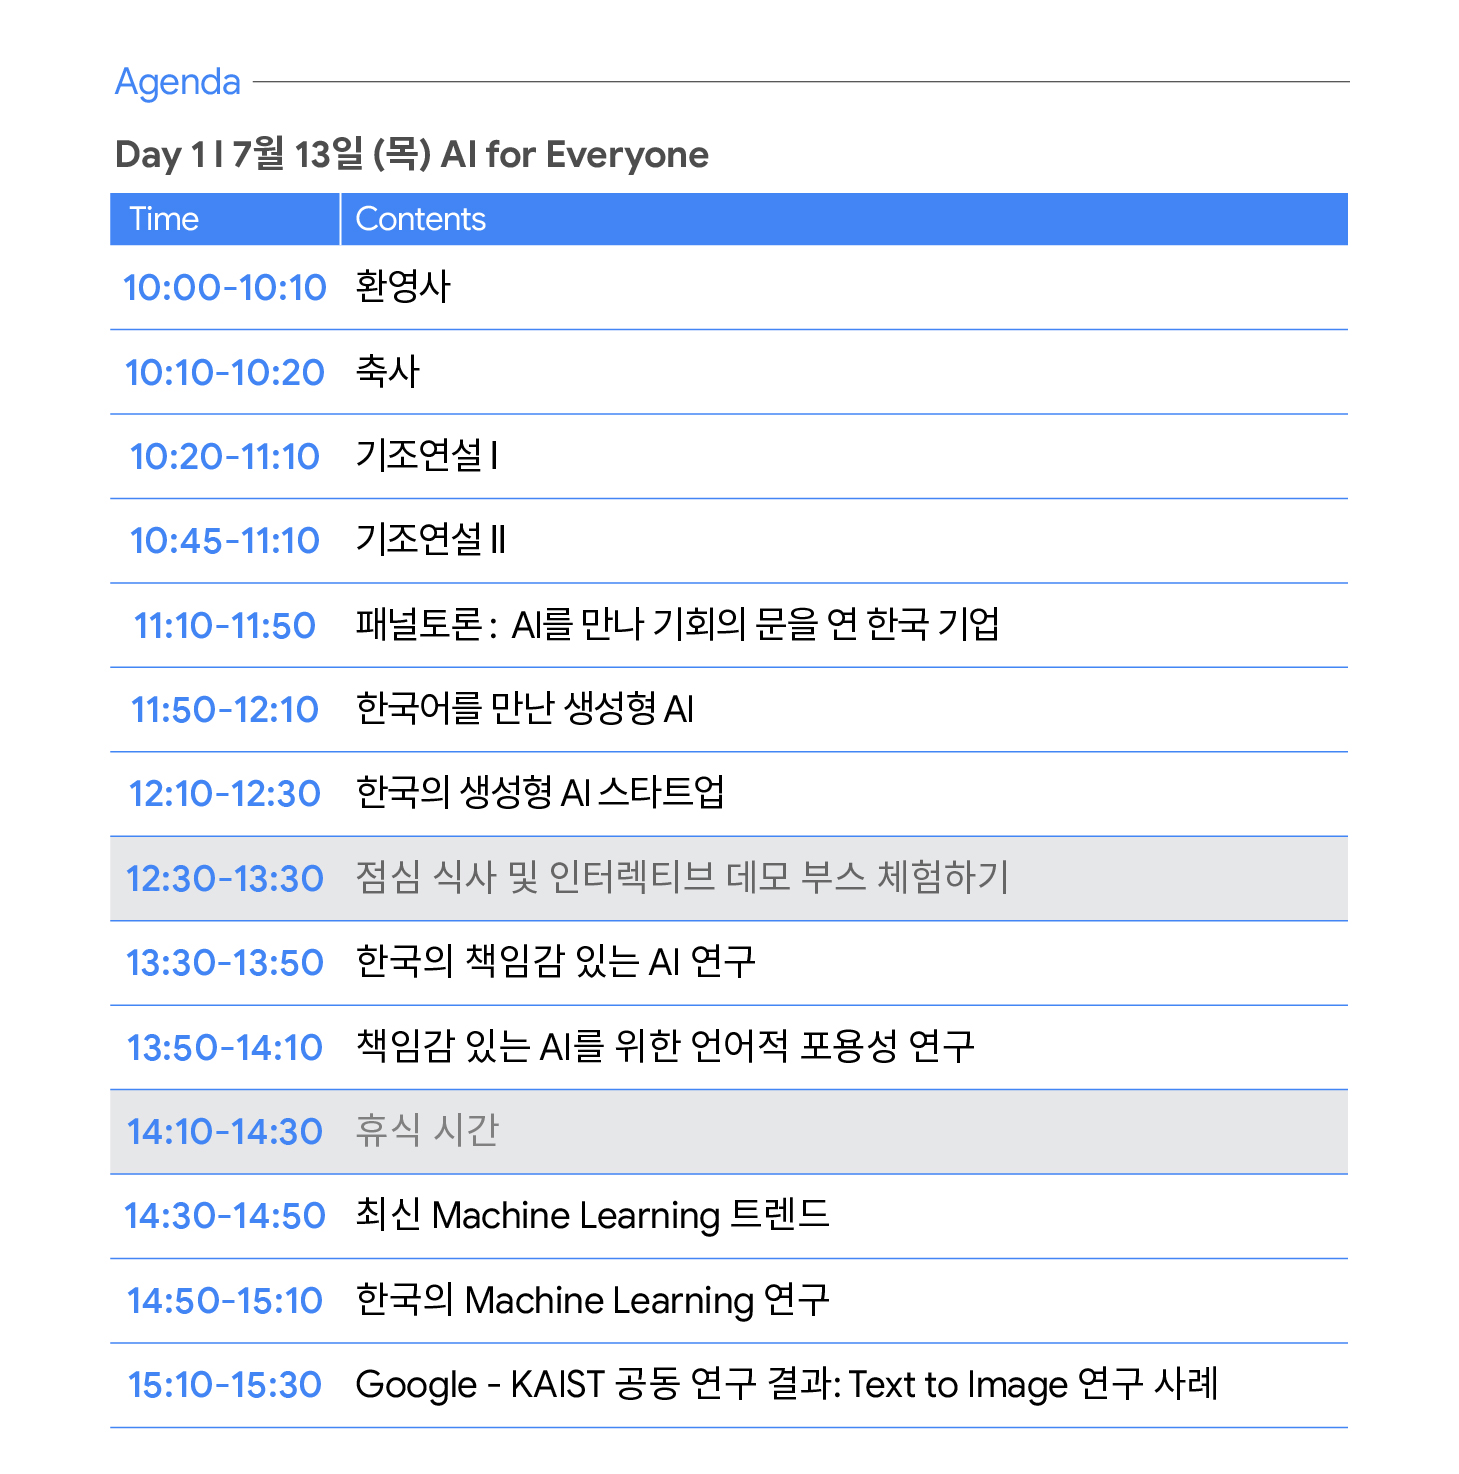 Agenda
Day 1 I 7월 13일 (목) AI for Everyone
Time Contents
10:00-10:10 환영사
10:10-10:20 축사
10:20-11:10 기조연설 I
10:45-11:10 기조연설 II
11:10-11:50 패널토론 : AI를 만나 기회의 문을 연 한국 기업
11:50-12:10 한국어를 만난 생성형 AI
12:10-12:30 한국의 생성형 AI 스타트업
12:30-13:30 점심 식사 및 인터렉티브 데모 부스 체험하기
13:30-13:50 한국의 책임감 있는 AI 연구
13:50-14:10 책임감 있는 AI를 위한 언어적 포용성 연구
14:10-14:30 휴식 시간
14:30-14:50 최신 Machine Learning 트렌드
14:50-15:10 한국의 Machine Learning 연구
15:10-15:30 Google - KAIST 공동 연구 결과: Text to Image 연구 사례